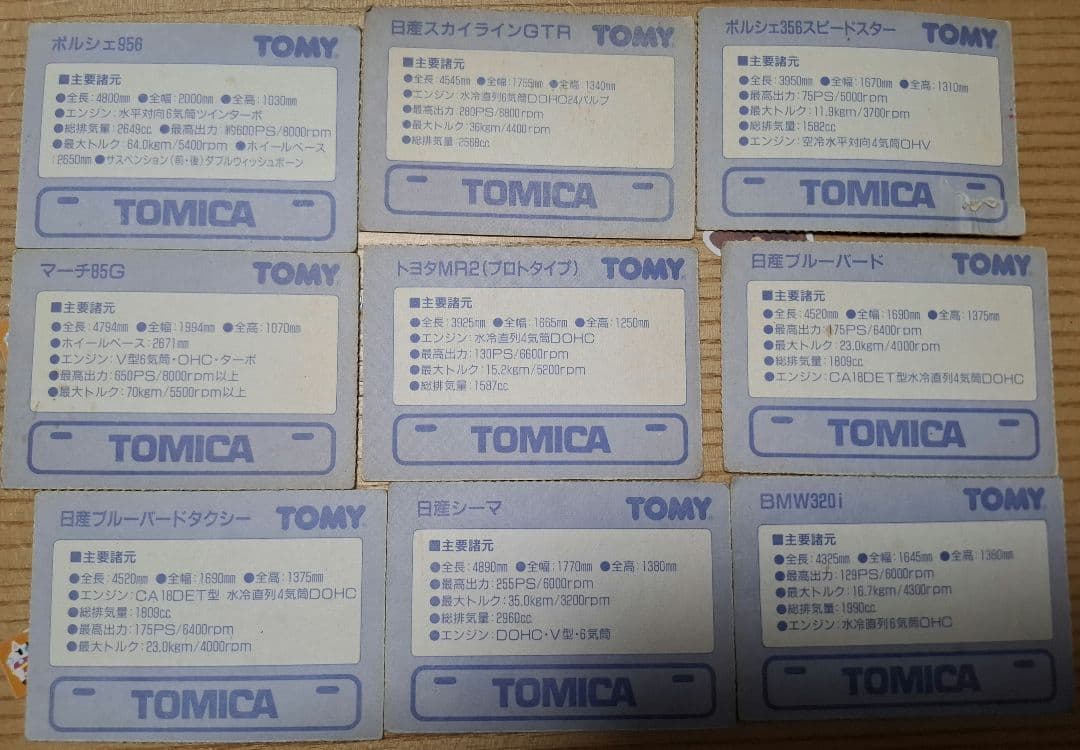 ポルシェ956 TOMY
■主要諸元
●全長:4800mm ●全幅:2000mm ●全高:1030mm
●エンジン:水平対向6気筒ツインターボ
●総排気量:2649cc ●最高出力:約600PS/8000rpm
●最大トルク:64.0kgm/5400rpm ●ホイールベース
:2650mm ●サスペンション(前・後)ダブルウィッシュボーン
TOMICA
日産スカイラインGTR TOMY
■主要諸元
●全長:4545mm ●全幅:1755mm ●全高:1340mm
●エンジン:水冷直列6気筒DOHC24バルブ
●最高出力:280PS/6800rpm
●最大トルク:36kgm/4400rpm
●総排気量:2568cc
TOMICA
ポルシェ356スピードスター TOMY
■主要諸元
●全長:3950mm ●全幅:1670mm ●全高:1310mm
●最高出力:75PS/5000rpm
●最大トルク:11.9kgm/3700rpm
●総排気量:1582cc
●エンジン:空冷水平対向4気筒OHV
TOMICA
マーチ85G TOMY
■主要諸元
●全長:4794mm ●全幅:1994mm ●全高:1070mm
●ホイールベース:2671mm
●エンジン:V型6気筒・OHC・ターボ
●最高出力:650PS/8000rpm以上
●最大トルク:70kgm/5500rpm以上
TOMICA
トヨタMR2(プロトタイプ) TOMY
■主要諸元
●全長:3925mm ●全幅:1665mm ●全高:1250mm
●エンジン:水冷直列4気筒DOHC
●最高出力:130PS/6600rpm
●最大トルク:15.2kgm/5200rpm
●総排気量:1587cc
TOMICA
日産ブルーバード TOMY
■主要諸元
●全長:4520mm ●全幅:1690mm ●全高:1375mm
●最高出力:175PS/6400rpm
●最大トルク:23.0kgm/4000rpm
●総排気量:1809cc
●エンジン:CA18DET型水冷直列4気筒DOHC
TOMICA
日産ブルーバードタクシー TOMY
■主要諸元
●全長:4520mm ●全幅:1690mm ●全高:1375mm
●エンジン:CA18DET型 水冷直列4気筒DOHC
●総排気量:1809cc
●最高出力:175PS/6400rpm
●最大トルク:23.0kgm/4000rpm
TOMICA
日産シーマ TOMY
■主要諸元
●全長:4890mm ●全幅:1770mm ●全高:1380mm
●最高出力:255PS/6000rpm
●最大トルク:35.0kgm/3200rpm
●総排気量:2960cc
●エンジン:DOHC・V型・6気筒
TOMICA
BMW320i TOMY
■主要諸元
●全長:4325mm ●全幅:1645mm ●全高:1380mm
●最高出力:129PS/6000rpm
●最大トルク:16.7kgm/4300rpm
●総排気量:1990cc
●エンジン:水冷直列6気筒OHC
TOMICA